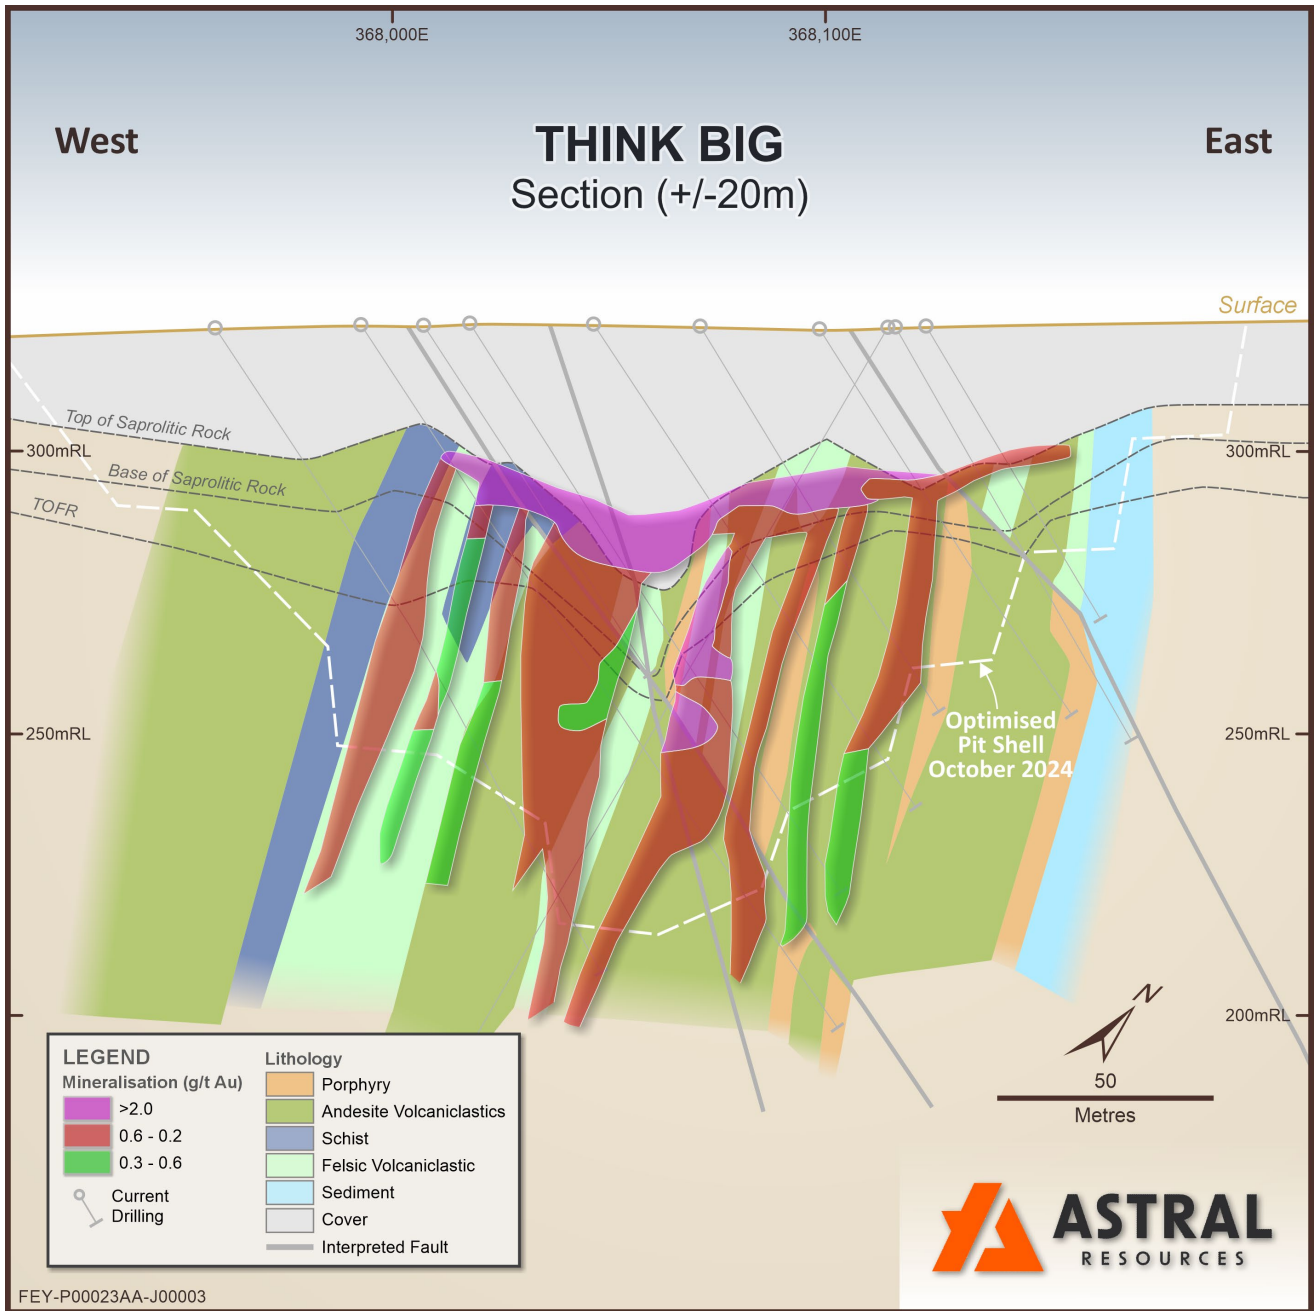 368,000E
368,100E
West
THINK BIG
East
Section (+/-20m)
Surface
Top of Saprolitic Rock
300mRL
300mRL
Base of Saprolitic Rock
TOFR
250mRL
250mRL
Optimised
Pit Shell
October 2024
200mRL
N
50
Metres
LEGEND
Mineralisation (g/t Au)
>2.0
0.6 - 0.2
0.3 - 0.6
Current
Drilling
Lithology
Porphyry
Andesite Volcaniclastics
Schist
Felsic Volcaniclastic
Sediment
Cover
Interpreted Fault
ASTRAL
RESOURCES
FEY-P00023AA-J00003